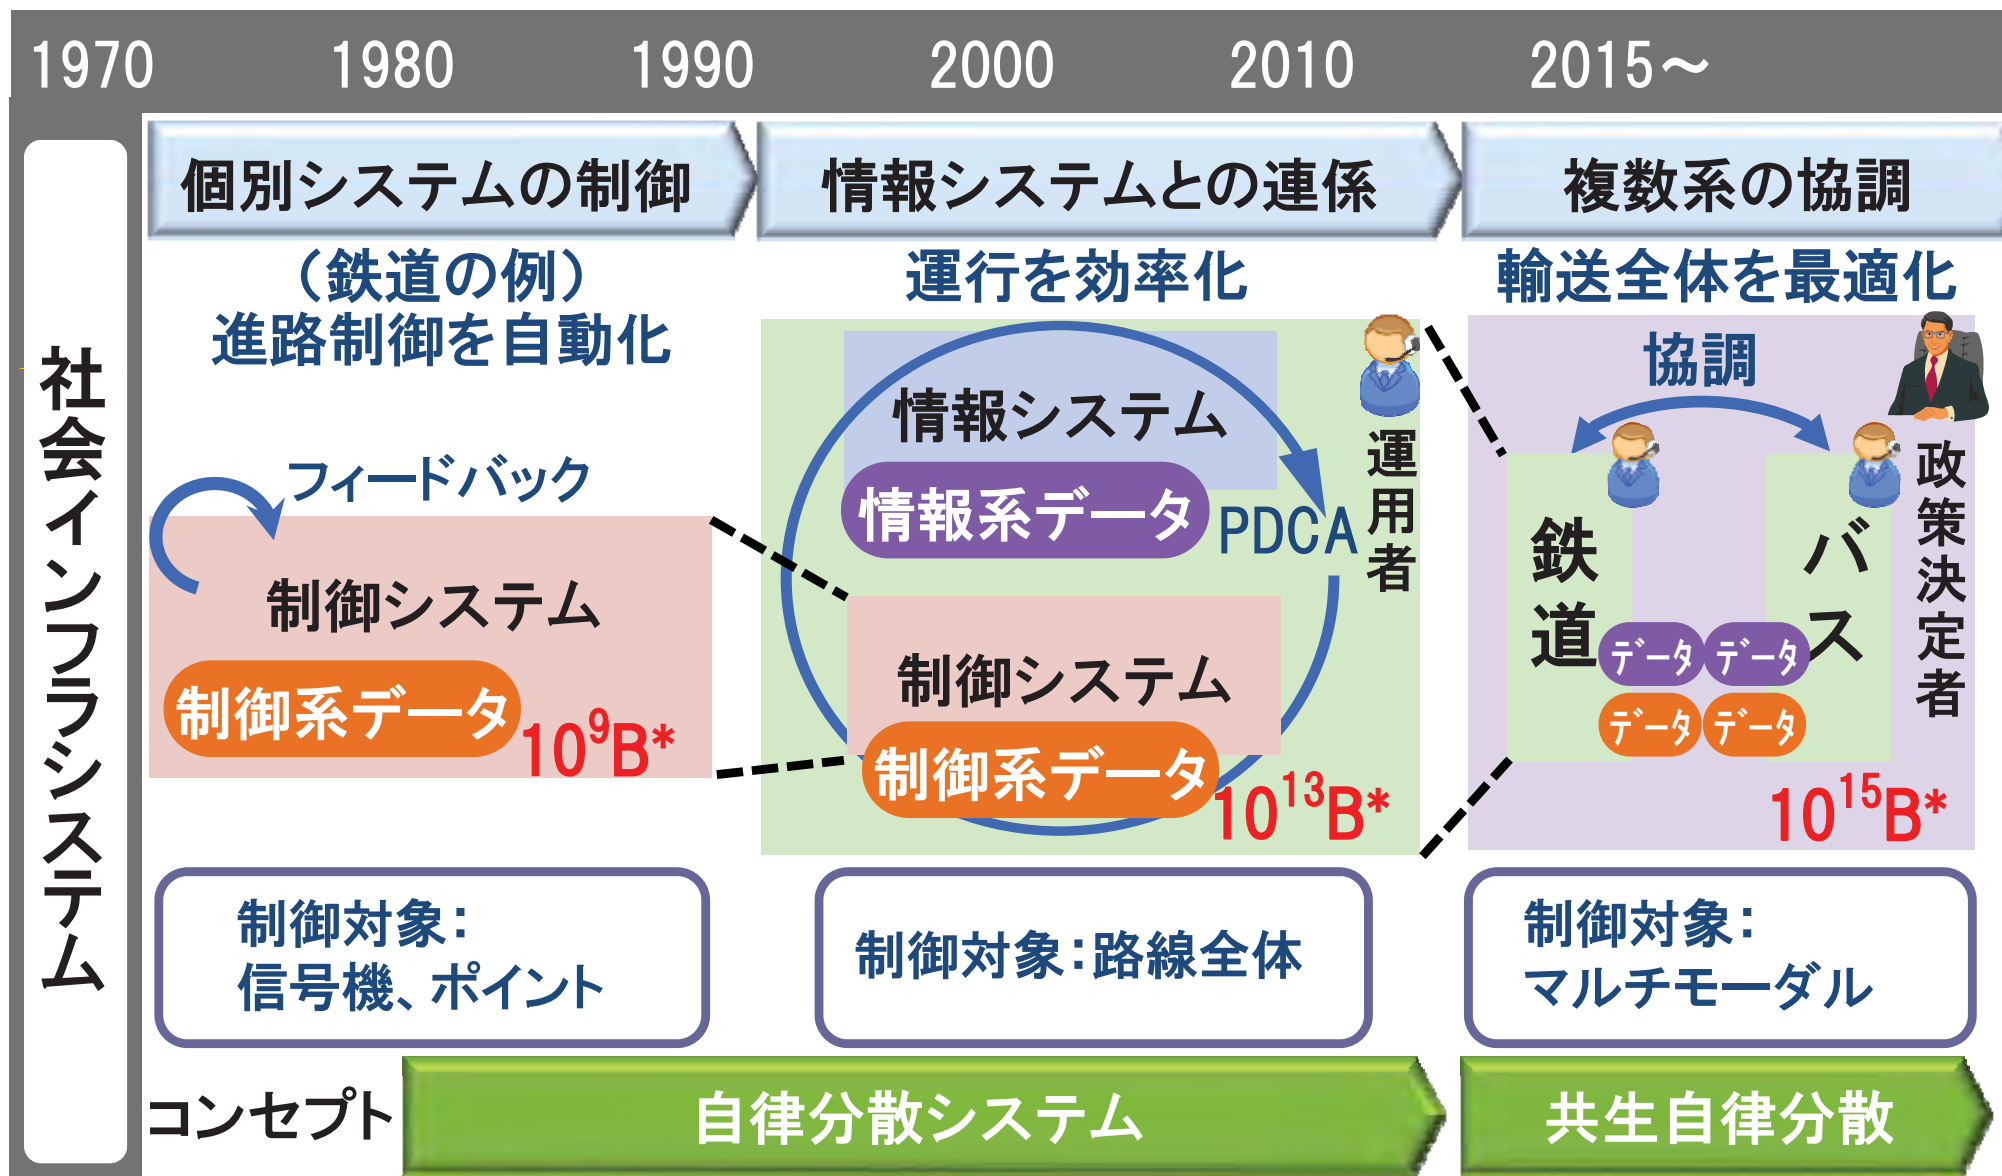 1970 1980 1990 2000 2010 2015～
社会インフラシステム
個別システムの制御
情報システムとの連係
複数系の協調
（鉄道の例）
進路制御を自動化
フィードバック
制御システム
制御系データ
10⁹B*
運行を効率化
情報システム
情報系データ
PDCA
運用者
制御システム
制御系データ
10¹³B*
輸送全体を最適化
協調
政策決定者
鉄道
バス
データ データ
データ データ
10¹⁵B*
制御対象：
信号機、ポイント
制御対象：路線全体
制御対象：
マルチモーダル
コンセプト
自律分散システム
共生自律分散